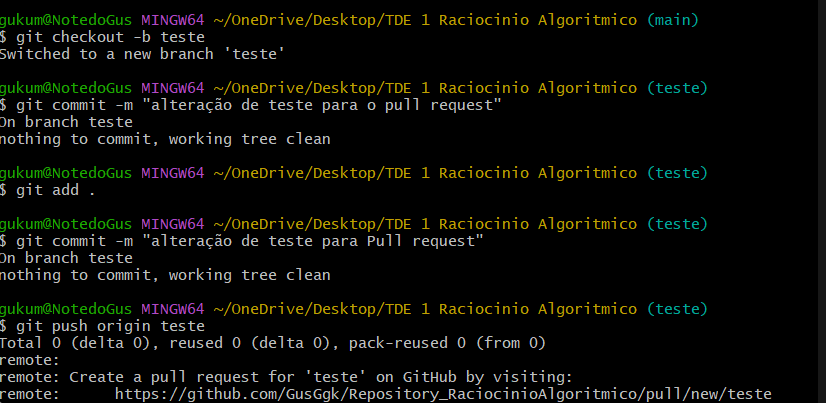 gukum@NotedoGus MINGW64 ~/OneDrive/Desktop/TDE 1 Raciocinio Algoritmico (main)
$ git checkout -b teste
Switched to a new branch 'teste'
gukum@NotedoGus MINGW64 ~/OneDrive/Desktop/TDE 1 Raciocinio Algoritmico (teste)
$ git commit -m "alteração de teste para o pull request"
On branch teste
nothing to commit, working tree clean
gukum@NotedoGus MINGW64 ~/OneDrive/Desktop/TDE 1 Raciocinio Algoritmico (teste)
$ git add .
gukum@NotedoGus MINGW64 ~/OneDrive/Desktop/TDE 1 Raciocinio Algoritmico (teste)
$ git commit -m "alteração de teste para Pull request"
On branch teste
nothing to commit, working tree clean
gukum@NotedoGus MINGW64 ~/OneDrive/Desktop/TDE 1 Raciocinio Algoritmico (teste)
$ git push origin teste
Total 0 (delta 0), reused 0 (delta 0), pack-reused 0 (from 0)
remote:
remote: Create a pull request for 'teste' on GitHub by visiting:
remote:      https://github.com/GusGgk/Repository_RaciocinioAlgoritmico/pull/new/teste